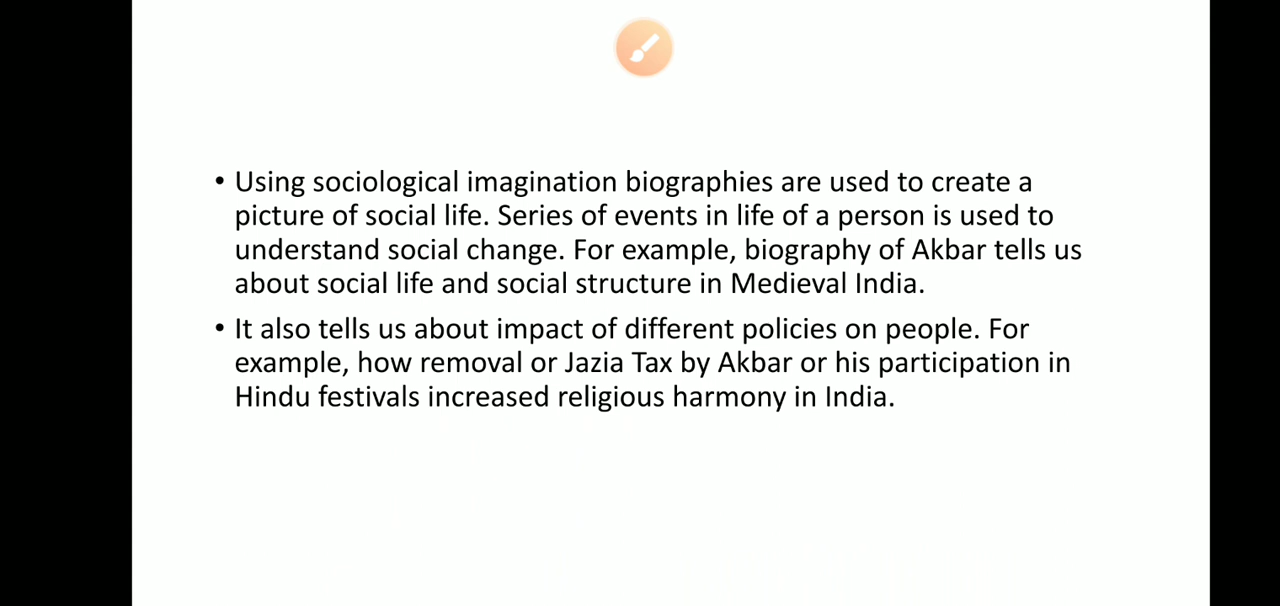 • Using sociological imagination biographies are used to create a
picture of social life. Series of events in life of a person is used to
understand social change. For example, biography of Akbar tells us
about social life and social structure in Medieval India.
• It also tells us about impact of different policies on people. For
example, how removal or Jazia Tax by Akbar or his participation in
Hindu festivals increased religious harmony in India.